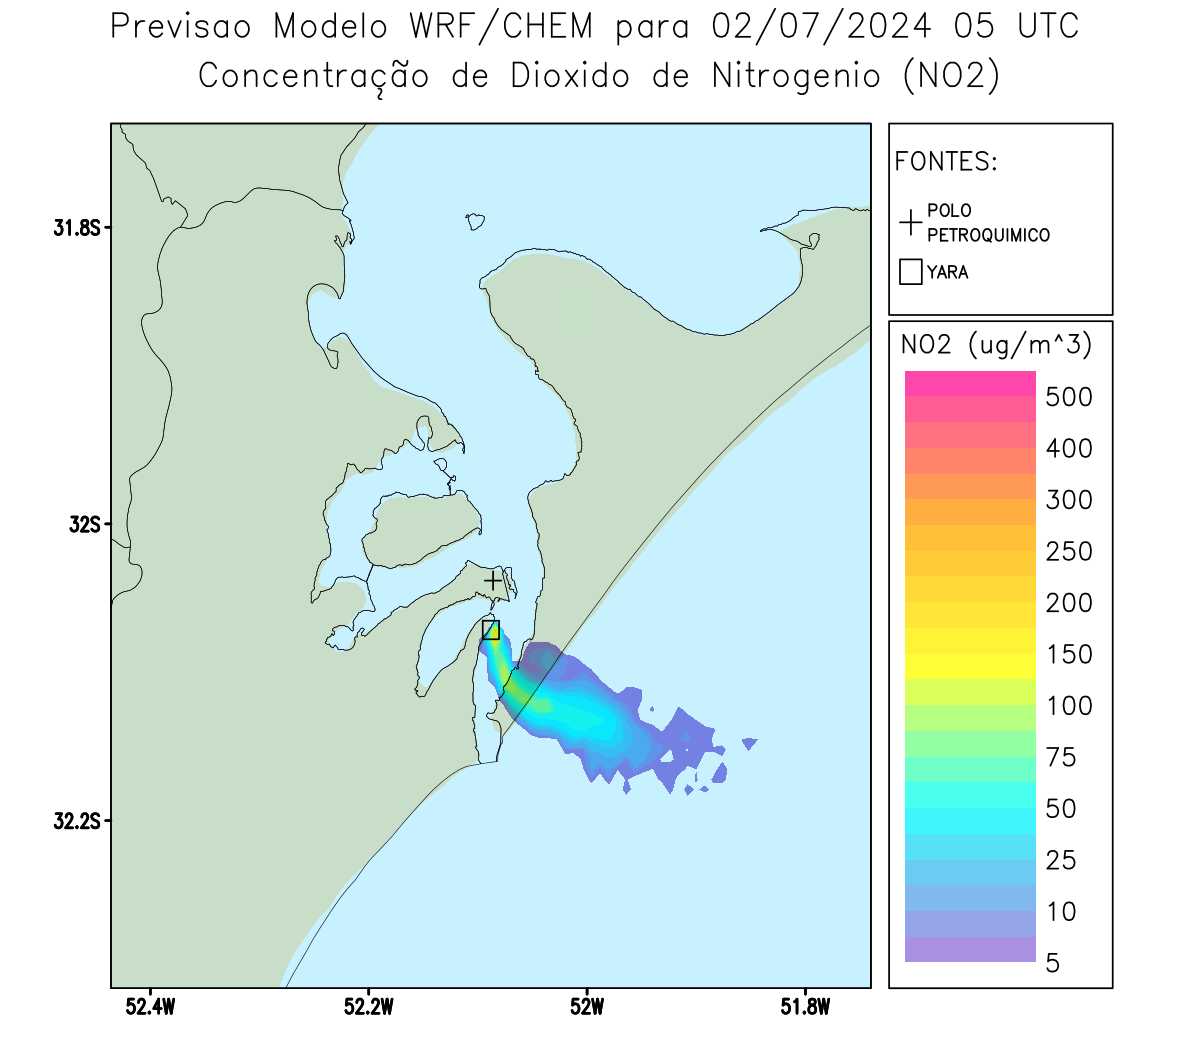 Previsao Modelo WRF/CHEM para 02/07/2024 05 UTC
Concentração de Dioxido de Nitrogenio (NO2)
FONTES:
POLO
PETROQUIMICO
YARA
NO2 (ug/m^3)
500
400
300
250
200
150
100
75
50
25
10
5
31.8S
32S
32.2S
52.4W
52.2W
52W
51.8W